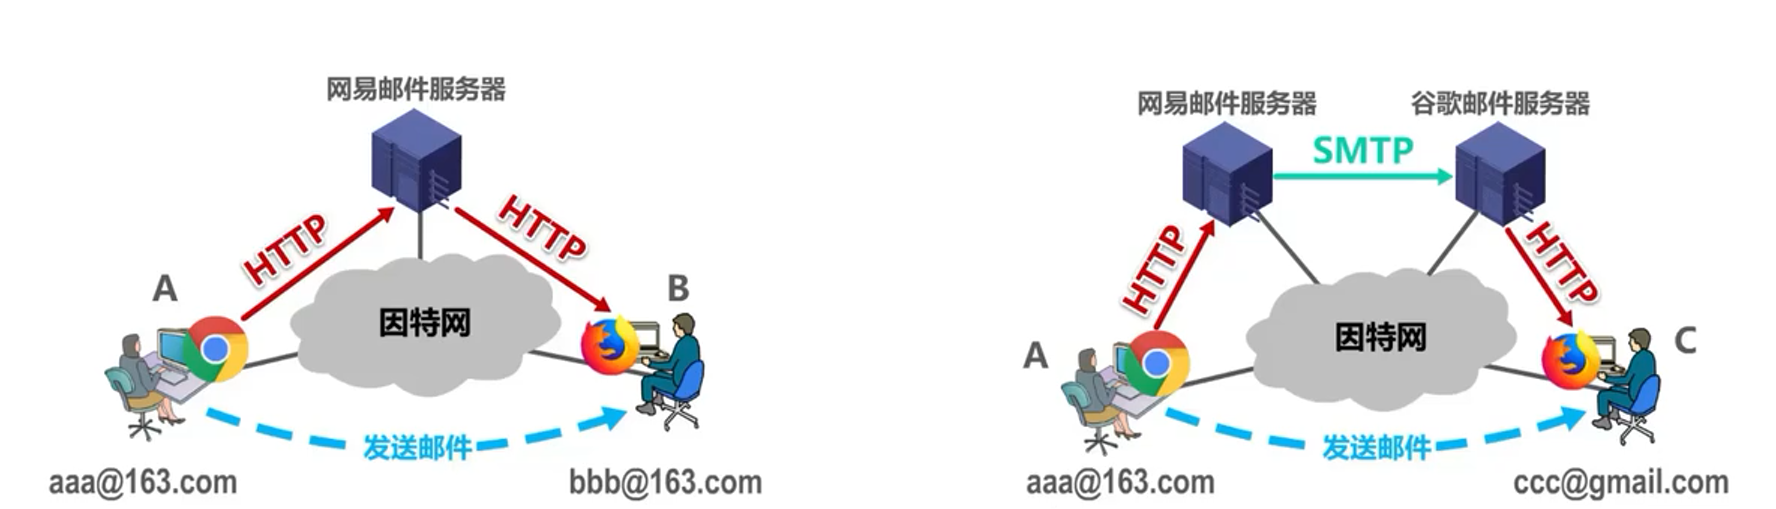 网易邮件服务器
HTTP
HTTP
A
B
因特网
发送邮件
aaa@163.com
bbb@163.com
网易邮件服务器
谷歌邮件服务器
SMTP
HTTP
HTTP
A
C
因特网
发送邮件
aaa@163.com
ccc@gmail.com